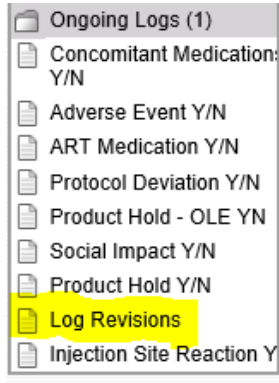 Ongoing Logs (1)
Concomitant Medications
Y/N
Adverse Event Y/N
ART Medication Y/N
Protocol Deviation Y/N
Product Hold - OLE YN
Social Impact Y/N
Product Hold Y/N
Log Revisions
Injection Site Reaction Y